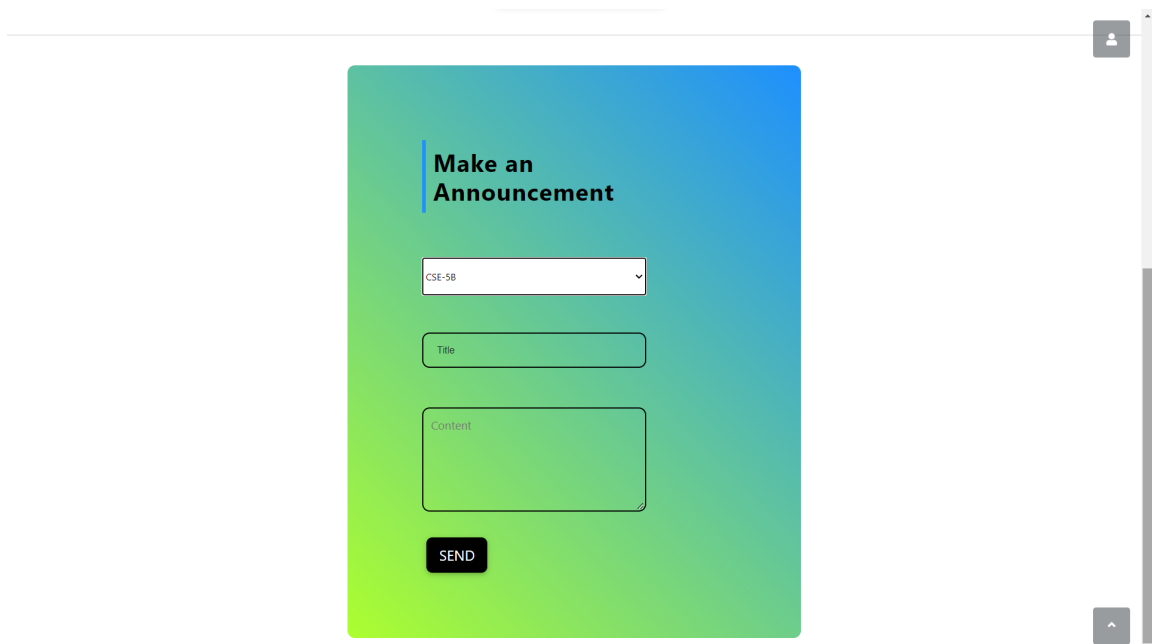 Make an
Announcement
CSE-5B
Title
Content
SEND